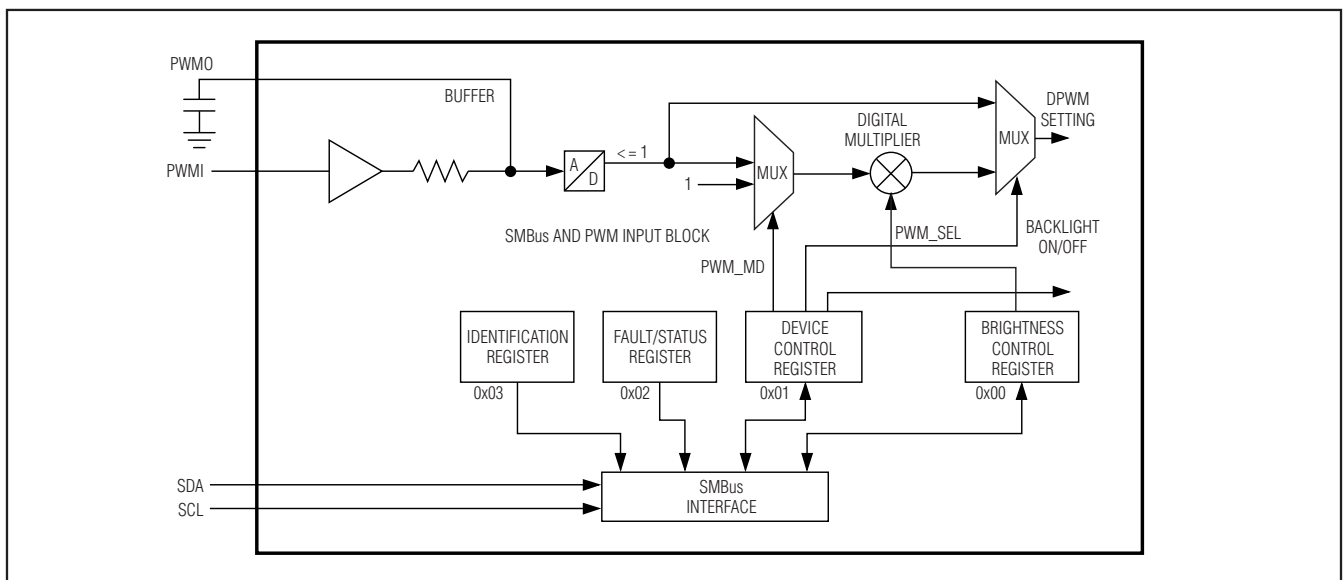 PWMO
BUFFER
PWMI
A
D
< = 1
1
MUX
DIGITAL
MULTIPLIER
MUX
DPWM
SETTING
SMBus AND PWM INPUT BLOCK
PWM_MD
PWM_SEL
BACKLIGHT
ON/OFF
IDENTIFICATION
REGISTER
0x03
FAULT/STATUS
REGISTER
0x02
DEVICE
CONTROL
REGISTER
0x01
BRIGHTNESS
CONTROL
REGISTER
0x00
SDA
SCL
SMBus
INTERFACE